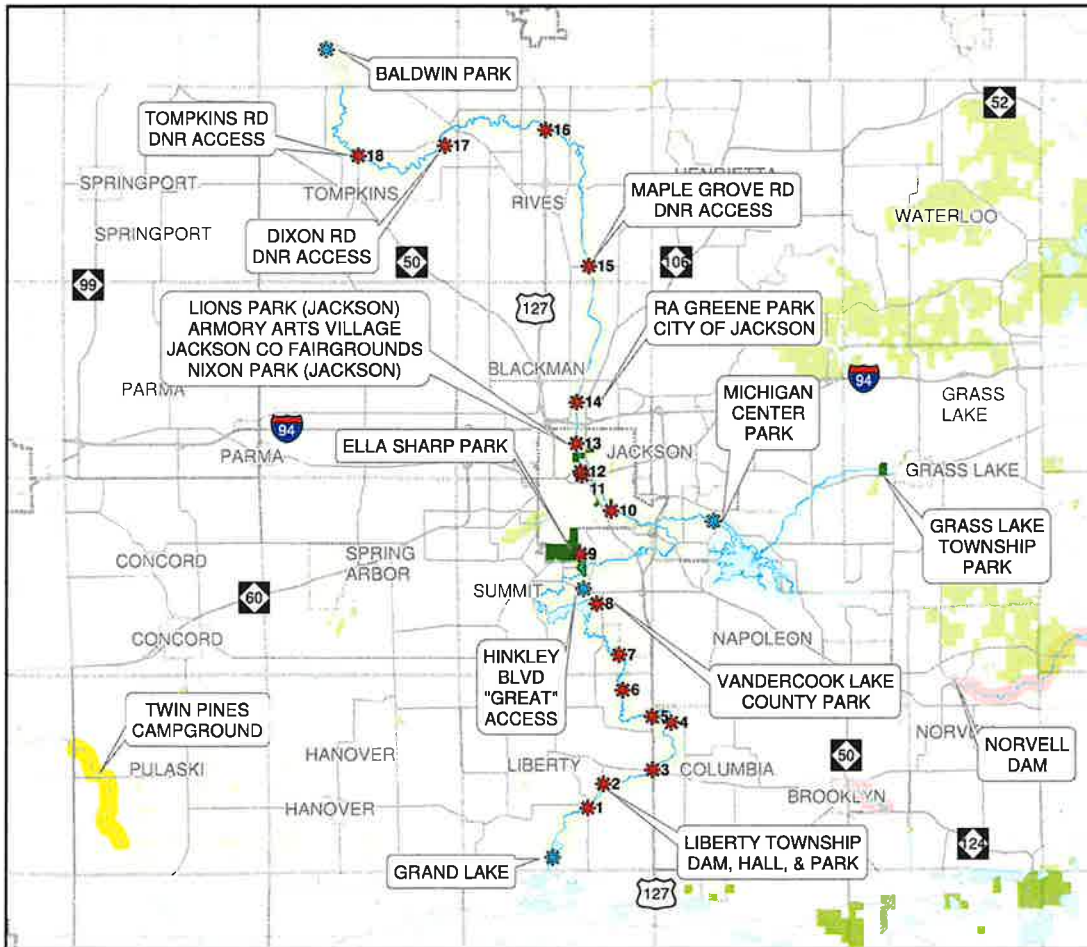 BALDWIN PARK
52
TOMPKINS RD
DNR ACCESS
16
17
18
HENRIETTA
SPRINGPORT
TOMPKINS
RIVES
MAPLE GROVE RD
DNR ACCESS
WATERLOO
SPRINGPORT
DIXON RD
DNR ACCESS
50
15
106
99
127
LIONS PARK (JACKSON)
ARMORY ARTS VILLAGE
JACKSON CO FAIRGROUNDS
NIXON PARK (JACKSON)
RA GREENE PARK
CITY OF JACKSON
BLACKMAN
94
PARMA
14
MICHIGAN
CENTER
PARK
GRASS
LAKE
94
13
ELLA SHARP PARK
JACKSON
PARMA
12
GRASS LAKE
11
10
GRASS LAKE
TOWNSHIP
PARK
CONCORD
SPRING
ARBOR
9
60
SUMMIT
8
CONCORD
NAPOLEON
HINKLEY
BLVD
"GREAT"
ACCESS
7
VANDERCOOK LAKE
COUNTY PARK
6
TWIN PINES
CAMPGROUND
5
4
NORVELL
NORVELL
DAM
HANOVER
LIBERTY
3
COLUMBIA
50
PULASKI
2
BROOKLYN
HANOVER
1
LIBERTY TOWNSHIP
DAM, HALL, & PARK
124
GRAND LAKE
127